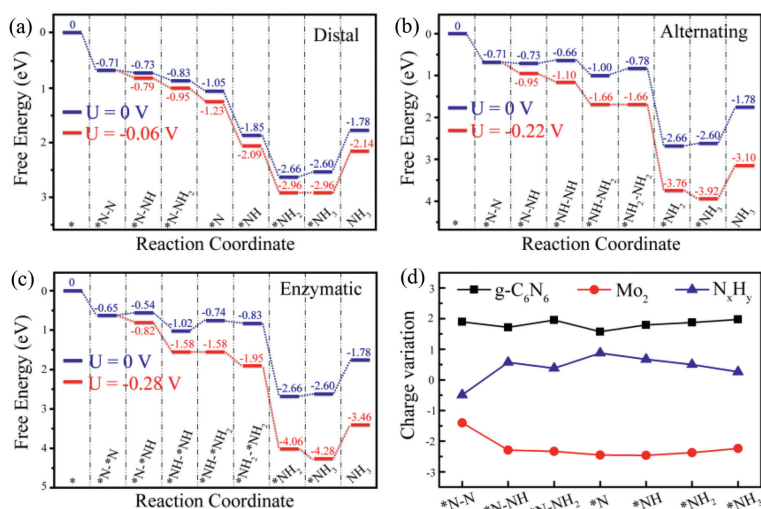 (a)
Distal
0
-0.71
-0.73
-0.79
-0.83
-0.95
-1.05
-1.23
-1.85
-2.09
-2.66
-2.96
-2.60
-2.96
-1.78
-2.14
U = 0 V
U = -0.06 V
Free Energy (eV)
0
1
2
3
*
*N-N
*N-NH
*N-NH₂
*N
*NH
*NH₂
*NH₃
NH₃
Reaction Coordinate
(b)
Alternating
0
-0.71
-0.73
-0.95
-0.66
-1.10
-1.00
-1.66
-0.78
-1.66
-2.66
-3.76
-2.60
-3.92
-1.78
-3.10
U = 0 V
U = -0.22 V
Free Energy (eV)
0
1
2
3
4
*
*N-N
*N-NH
*NH-NH
*NH-NH₂
*NH₂-NH₂
*NH₂
*NH₃
NH₃
Reaction Coordinate
(c)
Enzymatic
0
-0.65
-0.54
-0.82
-1.02
-1.58
-0.74
-1.58
-0.83
-1.95
-2.66
-4.06
-2.60
-4.28
-1.78
-3.46
U = 0 V
U = -0.28 V
Free Energy (eV)
0
1
2
3
4
5
*
*N-*N
*N-*NH
*NH-*NH
*NH-*NH₂
*NH₂-*NH₂
*NH₂
*NH₃
NH₃
Reaction Coordinate
(d)
g-C₆N₆
Mo₂
NₓHᵧ
Charge variation
3
2
1
0
-1
-2
-3
*N-N
*N-NH
*N-NH₂
*N
*NH
*NH₂
*NH₃